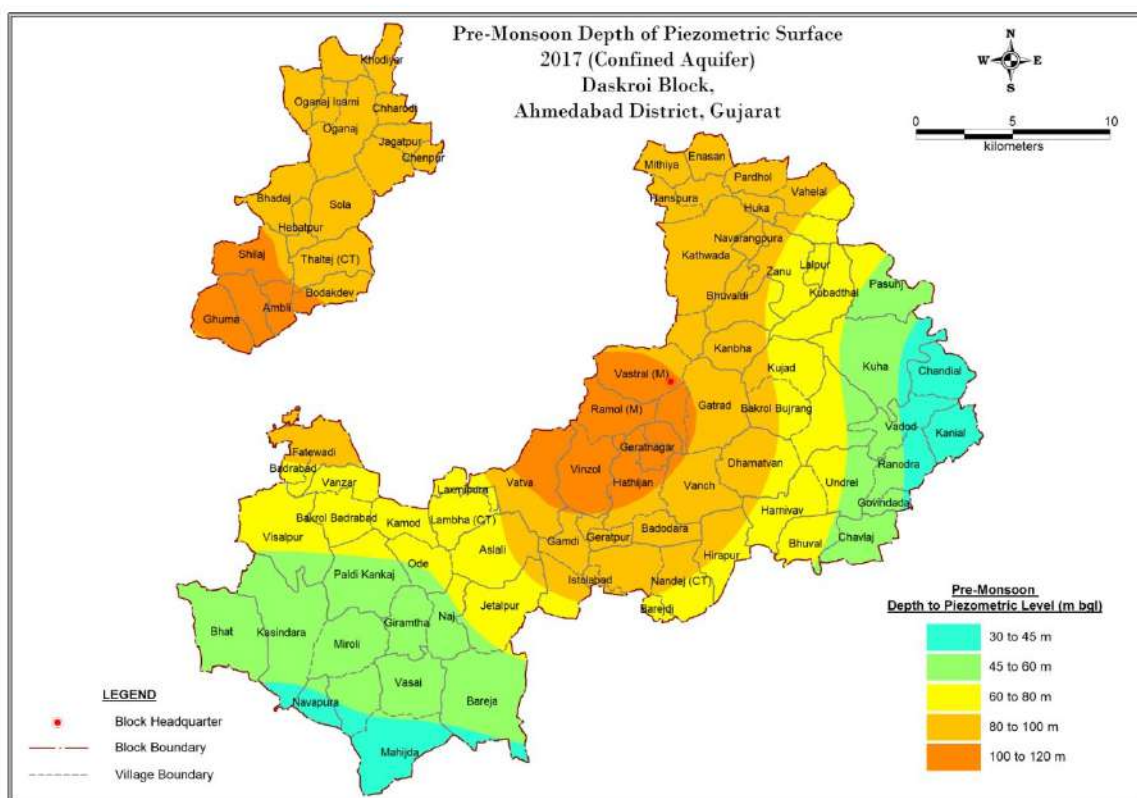 Pre-Monsoon Depth of Piezometric Surface
2017 (Confined Aquifer)
Daskroi Block,
Ahmedabad District, Gujarat
N
W E
S
0 5 10
kilometers
Khodiyar
Oganaj Inami
Chharodi
Oganaj
Jagatpur
Chenpur
Bhadaj
Sola
Hebatpur
Shilaj
Thaltej (CT)
Bodakdev
Ambli
Ghuma
Enasan
Mithiya
Pardhol
Vahelal
Hanspura
Huka
Navarangpura
Kathwada
Zanu
Lalpur
Kubadthal
Pasunj
Bhuvaldi
Kanbha
Kujad
Kuha
Chandial
Vastral (M)
Ramol (M)
Gatrad
Bakrol Bujrang
Vadod
Kanial
Geratnagar
Vinzol
Hathijan
Dhamatvan
Ranodra
Vatva
Vanch
Undrel
Govindada
Harnivav
Fatewadi
Badrabad
Vanzar
Laxmipura
Bakrol Badrabad
Kamod
Lambha (CT)
Visalpur
Aslali
Gamdi
Geratpur
Badodara
Hirapur
Bhuval
Chavlaj
Ode
Istolabad
Nandej (CT)
Paldi Kankaj
Jetalpur
Barejdi
Bhat
Kasindara
Giramtha
Naj
Miroli
Vasai
Bareja
Navapura
Mahijda
LEGEND
Block Headquarter
Block Boundary
Village Boundary
Pre-Monsoon
Depth to Piezometric Level (m bgl)
30 to 45 m
45 to 60 m
60 to 80 m
80 to 100 m
100 to 120 m